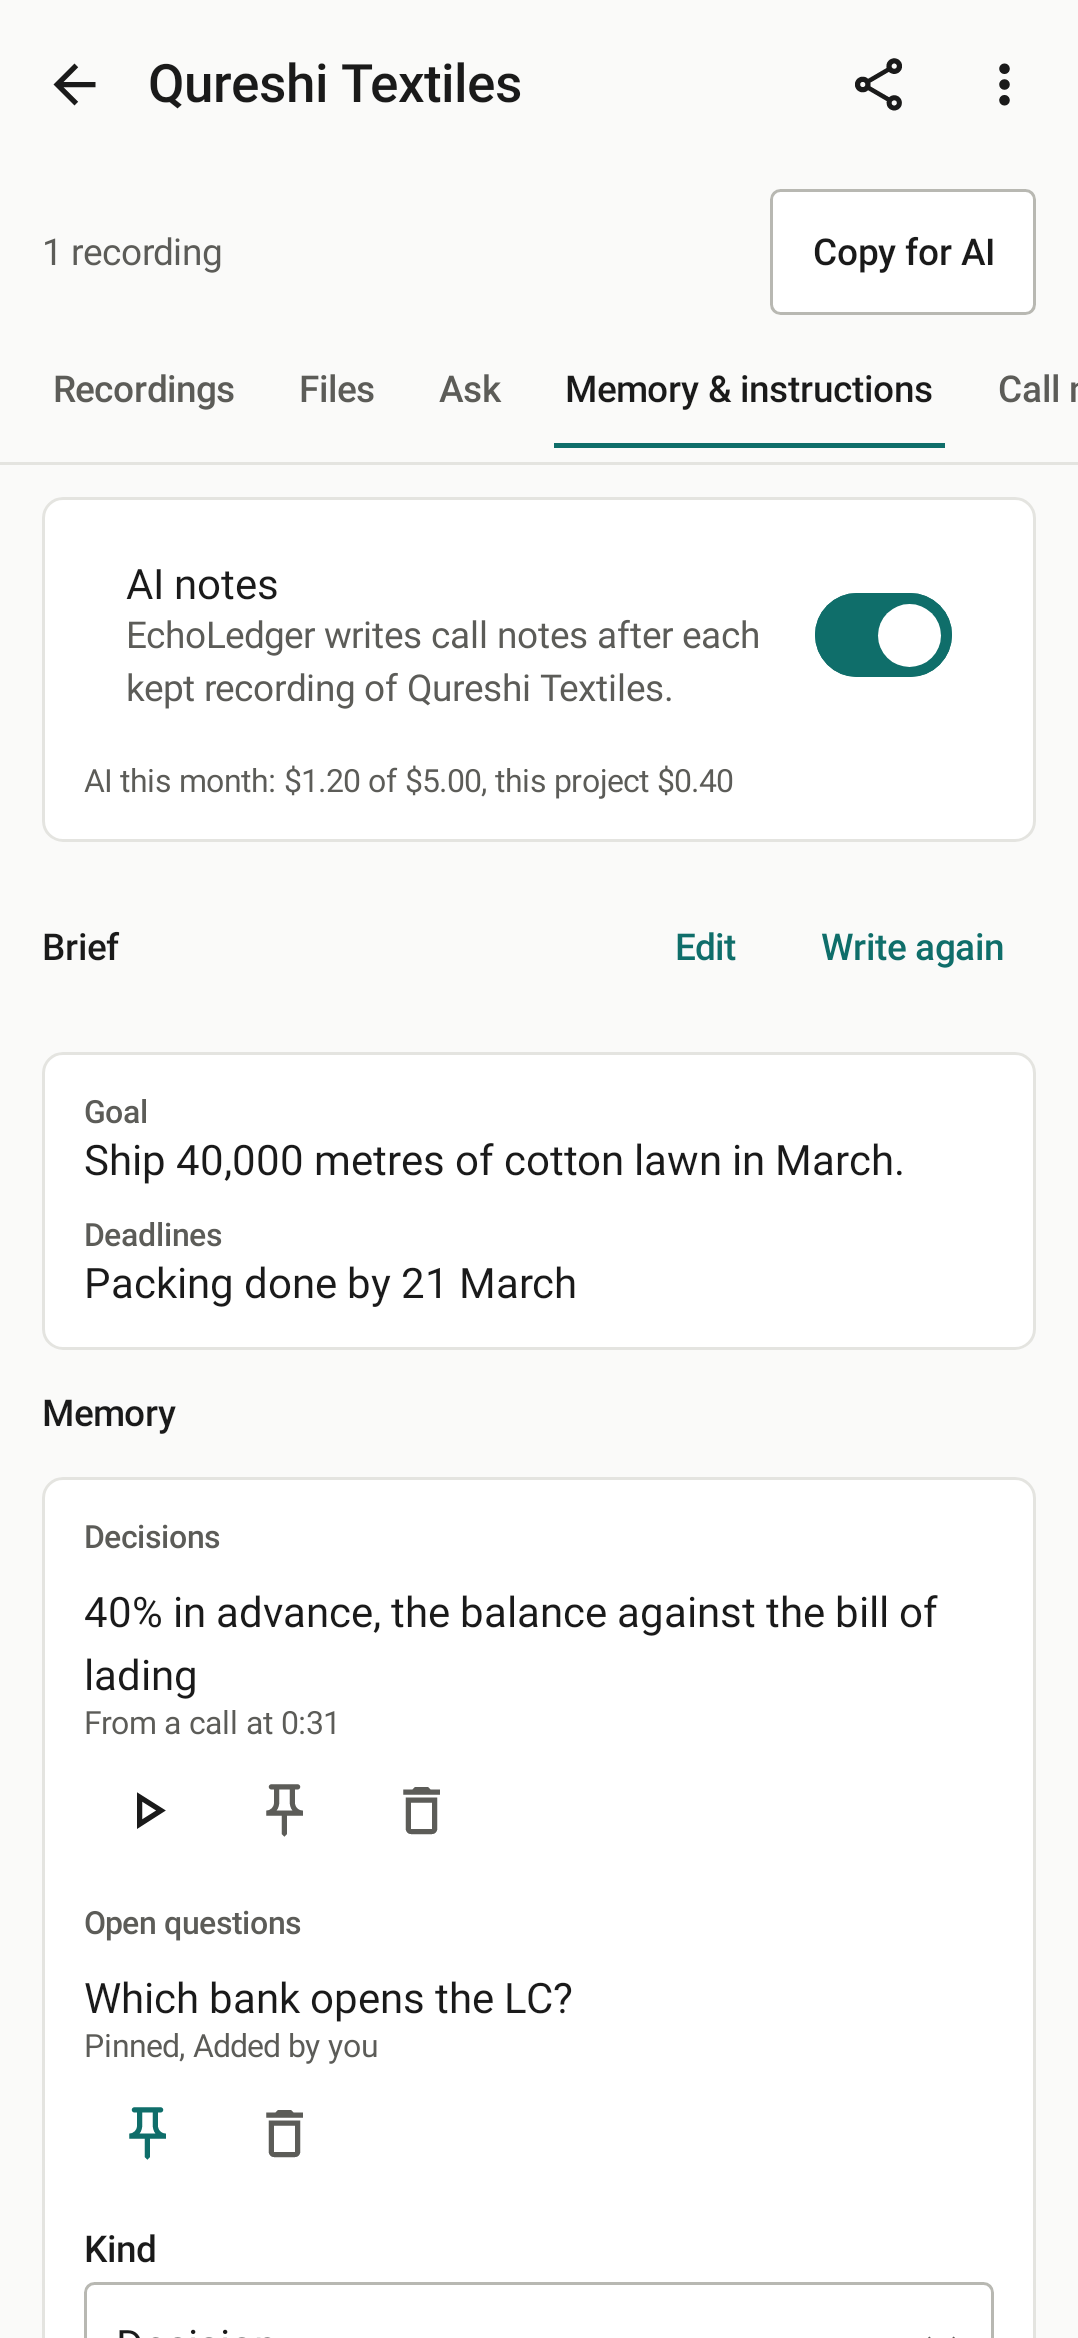 Qureshi Textiles
1 recording
Copy for AI
Recordings Files Ask Memory & instructions Call
AI notes
EchoLedger writes call notes after each
kept recording of Qureshi Textiles.
AI this month: $1.20 of $5.00, this project $0.40
Brief Edit Write again
Goal
Ship 40,000 metres of cotton lawn in March.
Deadlines
Packing done by 21 March
Memory
Decisions
40% in advance, the balance against the bill of
lading
From a call at 0:31
Open questions
Which bank opens the LC?
Pinned, Added by you
Kind